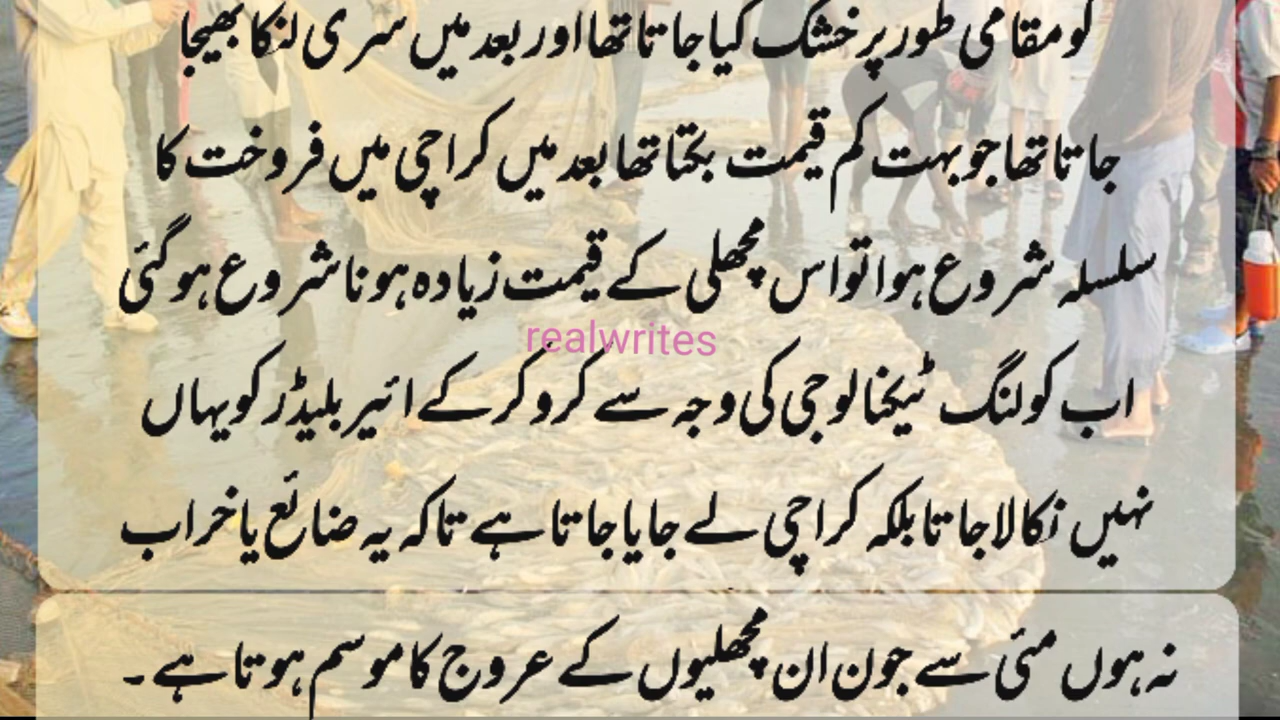 کو مقامی طور پر خشک کیا جاتا تھا اور بعد میں سری لنکا بھیجا
جاتا تھا جو بہت کم قیمت بکتا تھا بعد میں کراچی میں فروخت کا
سلسلہ شروع ہوا تو اس مچھلی کے قیمت زیادہ ہونا شروع ہوگئی
realwrites
اب کولنگ ٹیکنالوجی کی وجہ سے کروکر کے ائیر بلیڈر کو یہاں
نہیں نکالا جاتا بلکہ کراچی لے جایا جاتا ہے تاکہ یہ ضائع یا خراب
نہ ہوں مئی سے جون ان مچھلیوں کے عروج کا موسم ہوتا ہے۔